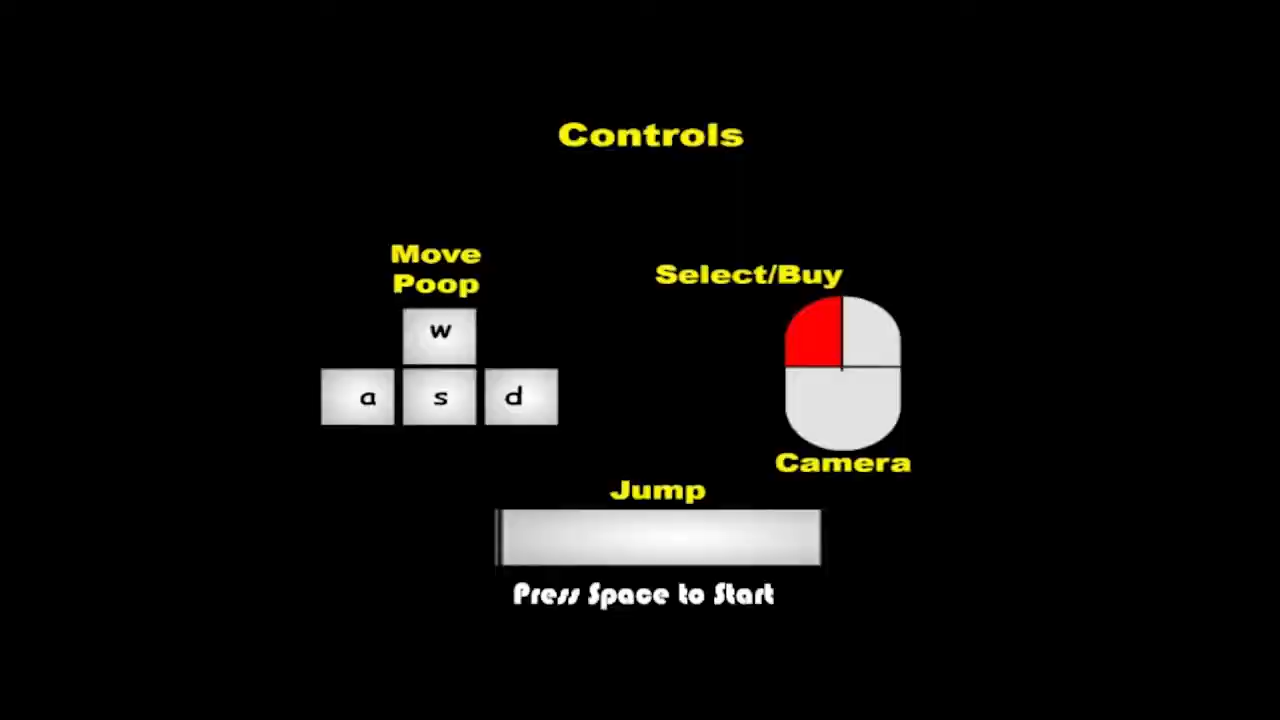 Controls
Move
Poop
w
a s d
Select/Buy
Camera
Jump
Press Space to Start